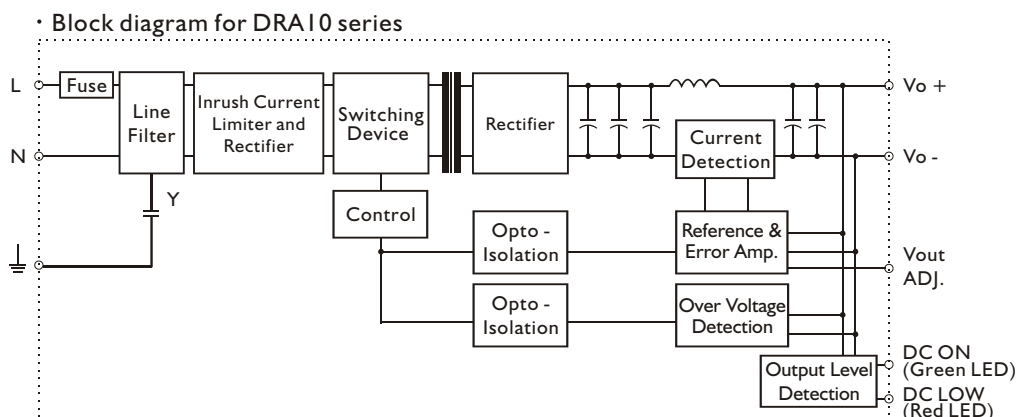 · Block diagram for DRA10 series
L
Fuse
Line
Filter
Inrush Current
Limiter and
Rectifier
Switching
Device
Rectifier
Vo +
N
Current
Detection
Vo -
Y
Control
Opto -
Isolation
Reference &
Error Amp.
Vout
ADJ.
Opto -
Isolation
Over Voltage
Detection
Output Level
Detection
DC ON
(Green LED)
DC LOW
(Red LED)